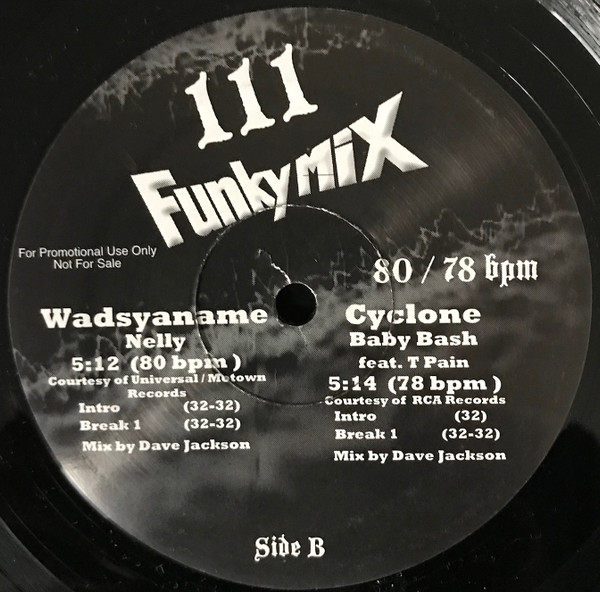 111
Funkymix
For Promotional Use Only
Not For Sale
80 / 78 bpm
Wadsyaname
Nelly
5:12 (80 bpm )
Courtesy of Universal / Motown
Records
Intro (32-32)
Break 1 (32-32)
Mix by Dave Jackson
Cyclone
Baby Bash
feat. T Pain
5:14 (78 bpm )
Courtesy of RCA Records
Intro (32)
Break 1 (32-32)
Mix by Dave Jackson
Side B